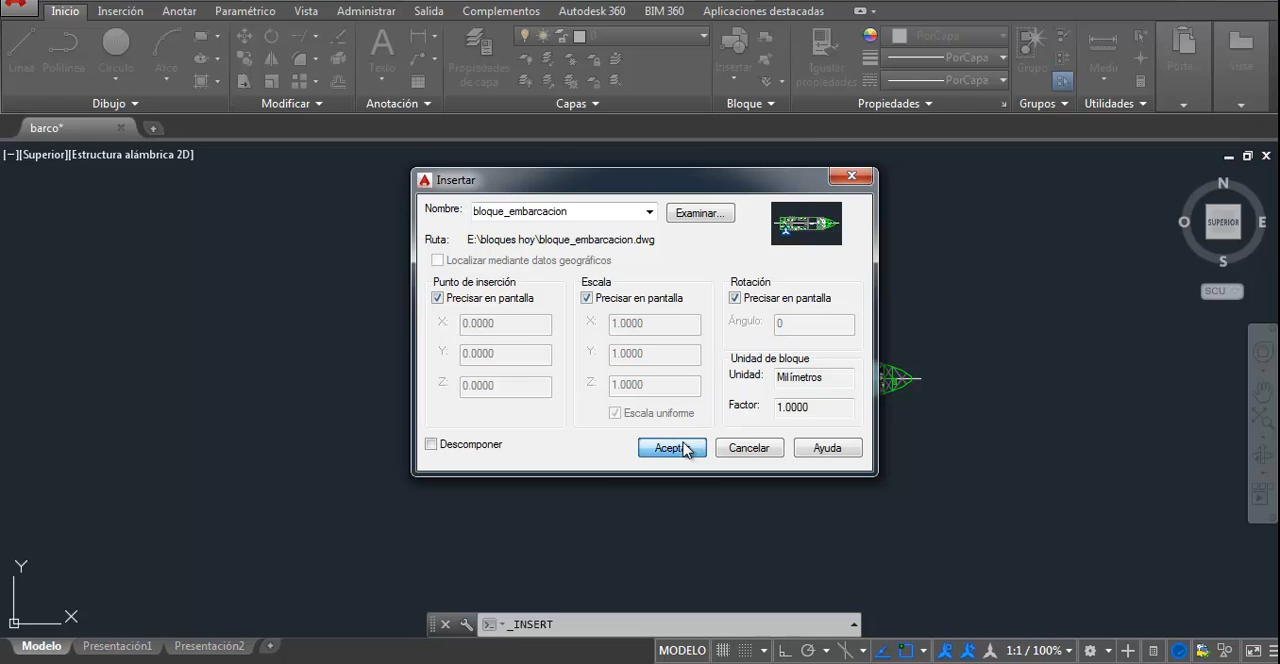 Inicio Inserción Anotar Paramétrico Vista Administrar Salida Complementos Autodesk 360 BIM 360 Aplicaciones destacadas
0 PorCapa
Línea Polilínea Círculo Arco Texto Propiedades de capa Insertar Igualar propiedades PorCapa Grupo
PorCapa
Dibujo Modificar Anotación Capas Bloque Propiedades Grupos Utilidades
barco*
[−][Superior][Estructura alámbrica 2D]
Insertar
Nombre: bloque_embarcacion Examinar...
Ruta: E:\bloques hoy\bloque_embarcacion.dwg
Localizar mediante datos geográficos
Punto de inserción
Precisar en pantalla
X: 0.0000
Y: 0.0000
Z: 0.0000
Escala
Precisar en pantalla
X: 1.0000
Y: 1.0000
Z: 1.0000
Escala uniforme
Rotación
Precisar en pantalla
Ángulo: 0
Unidad de bloque
Unidad: Milímetros
Factor: 1.0000
Descomponer
Cancelar Ayuda
N
O SUPERIOR E
S
SCU
Y
X
_INSERT
Modelo Presentación1 Presentación2 +
MODELO 1:1 / 100%